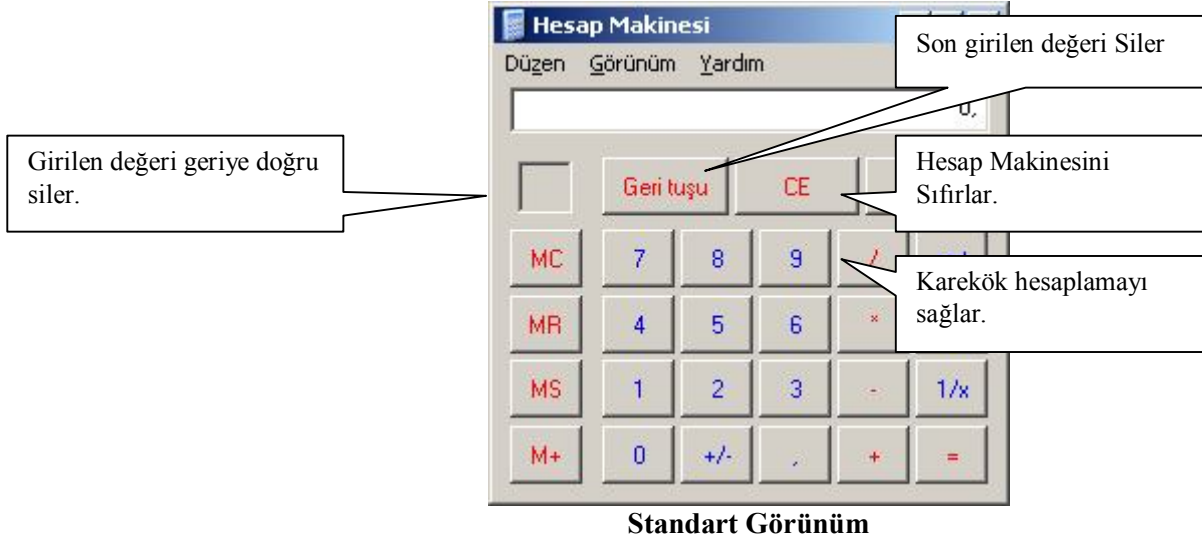 Hesap Makinesi
Düzen Görünüm Yardım
Son girilen değeri Siler
0,
Girilen değeri geriye doğru
siler.
Geri tuşu CE
Hesap Makinesini
Sıfırlar.
MC 7 8 9 /
Karekök hesaplamayı
sağlar.
MR 4 5 6 *
MS 1 2 3 - 1/x
M+ 0 +/- , + =
Standart Görünüm